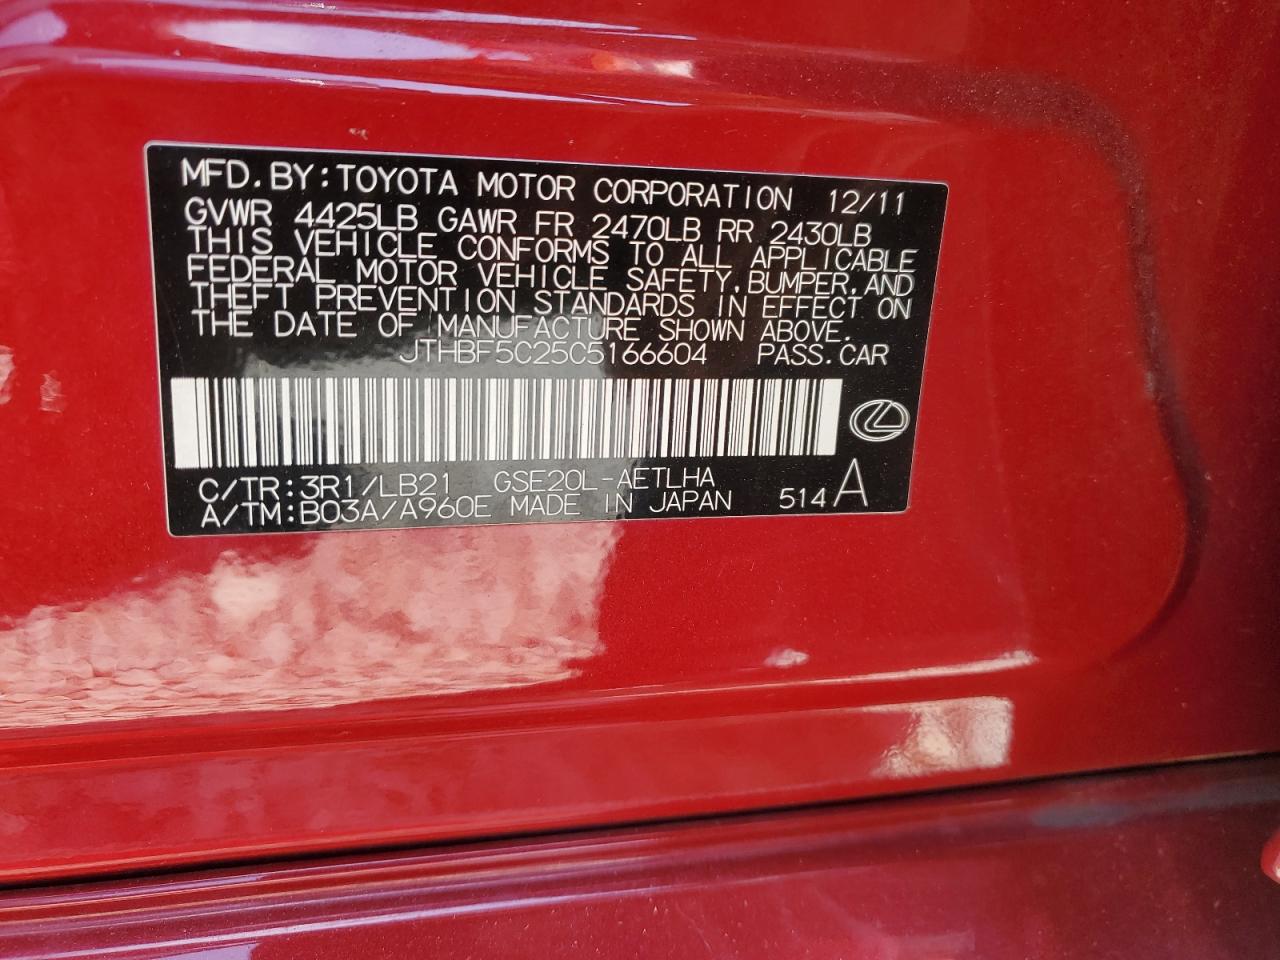 MFD.BY:TOYOTA MOTOR CORPORATION 12/11
GVWR 4425LB GAWR FR 2470LB RR 2430LB
THIS VEHICLE CONFORMS TO ALL APPLICABLE
FEDERAL MOTOR VEHICLE SAFETY,BUMPER,AND
THEFT PREVENTION STANDARDS IN EFFECT ON
THE DATE OF MANUFACTURE SHOWN ABOVE.
JTHBF5C25C5166604 PASS.CAR
C/TR:3R1/LB21 GSE20L-AETLHA
A/TM:B03A/A960E MADE IN JAPAN 514 A